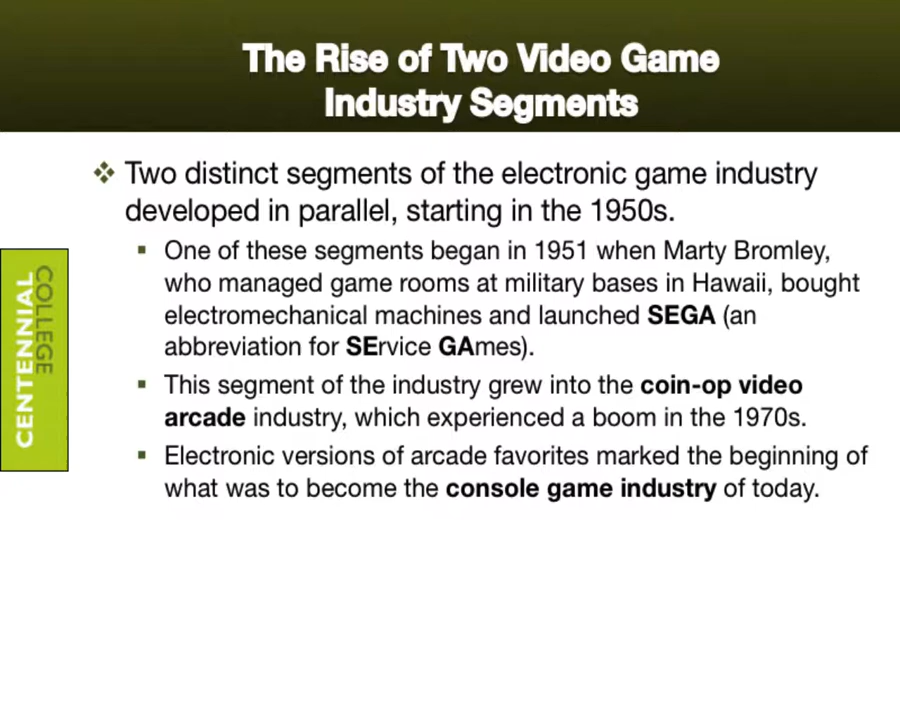 The Rise of Two Video Game
Industry Segments
❖ Two distinct segments of the electronic game industry
developed in parallel, starting in the 1950s.
▪ One of these segments began in 1951 when Marty Bromley,
who managed game rooms at military bases in Hawaii, bought
electromechanical machines and launched SEGA (an
abbreviation for SErvice GAmes).
▪ This segment of the industry grew into the coin-op video
arcade industry, which experienced a boom in the 1970s.
▪ Electronic versions of arcade favorites marked the beginning of
what was to become the console game industry of today.
CENTENNIAL
COLLEGE